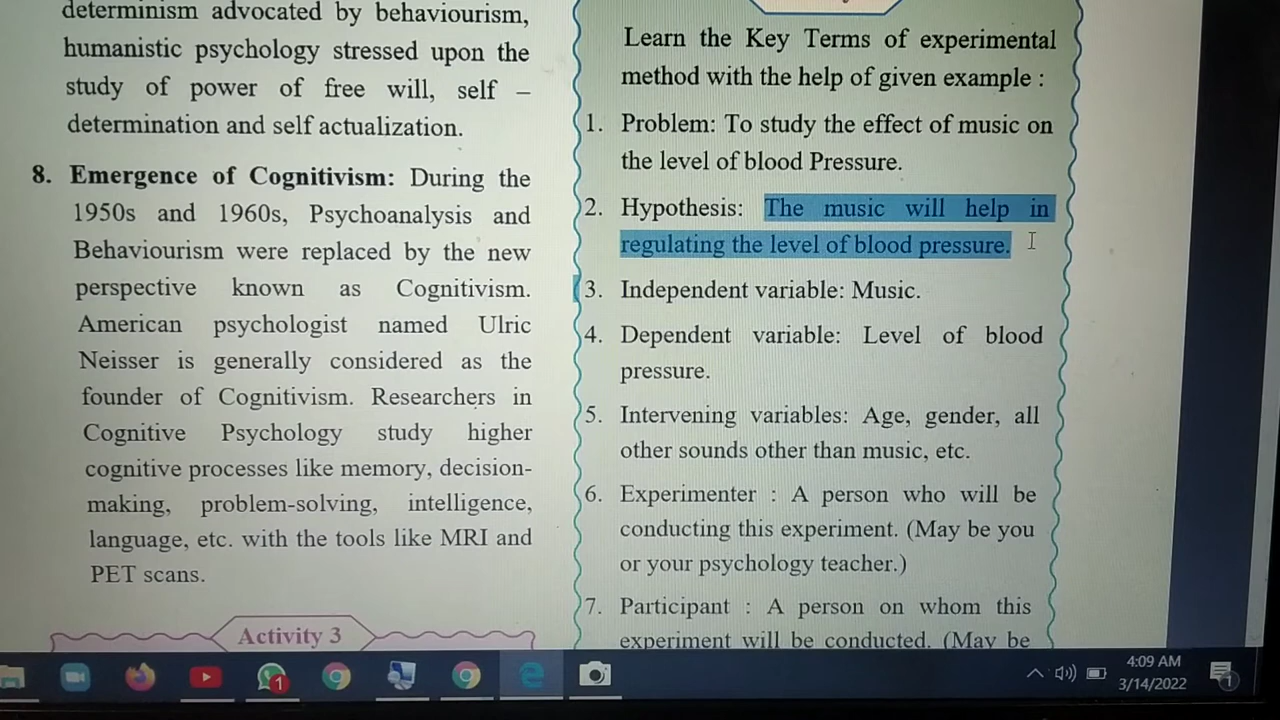 determinism advocated by behaviourism,
humanistic psychology stressed upon the
study of power of free will, self –
determination and self actualization.
8. Emergence of Cognitivism: During the
1950s and 1960s, Psychoanalysis and
Behaviourism were replaced by the new
perspective known as Cognitivism.
American psychologist named Ulric
Neisser is generally considered as the
founder of Cognitivism. Researchers in
Cognitive Psychology study higher
cognitive processes like memory, decision-
making, problem-solving, intelligence,
language, etc. with the tools like MRI and
PET scans.
Activity 3
Learn the Key Terms of experimental
method with the help of given example :
1. Problem: To study the effect of music on
the level of blood Pressure.
2. Hypothesis: The music will help in
regulating the level of blood pressure.
3. Independent variable: Music.
4. Dependent variable: Level of blood
pressure.
5. Intervening variables: Age, gender, all
other sounds other than music, etc.
6. Experimenter : A person who will be
conducting this experiment. (May be you
or your psychology teacher.)
7. Participant : A person on whom this
experiment will be conducted. (May be
1
4:09 AM
3/14/2022
1